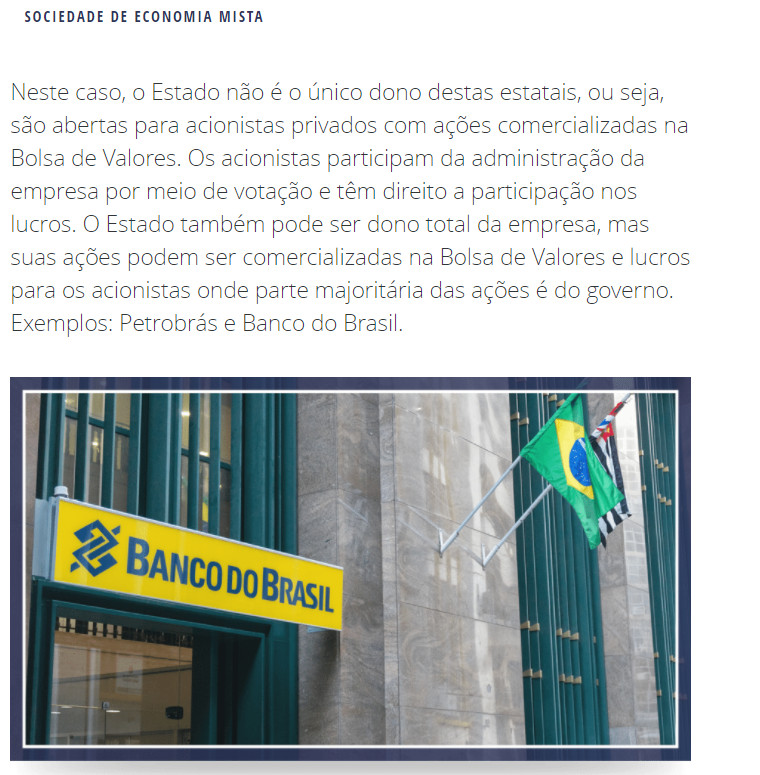 SOCIEDADE DE ECONOMIA MISTA
Neste caso, o Estado não é o único dono destas estatais, ou seja,
são abertas para acionistas privados com ações comercializadas na
Bolsa de Valores. Os acionistas participam da administração da
empresa por meio de votação e têm direito a participação nos
lucros. O Estado também pode ser dono total da empresa, mas
suas ações podem ser comercializadas na Bolsa de Valores e lucros
para os acionistas onde parte majoritária das ações é do governo.
Exemplos: Petrobrás e Banco do Brasil.
BANCO DO BRASIL